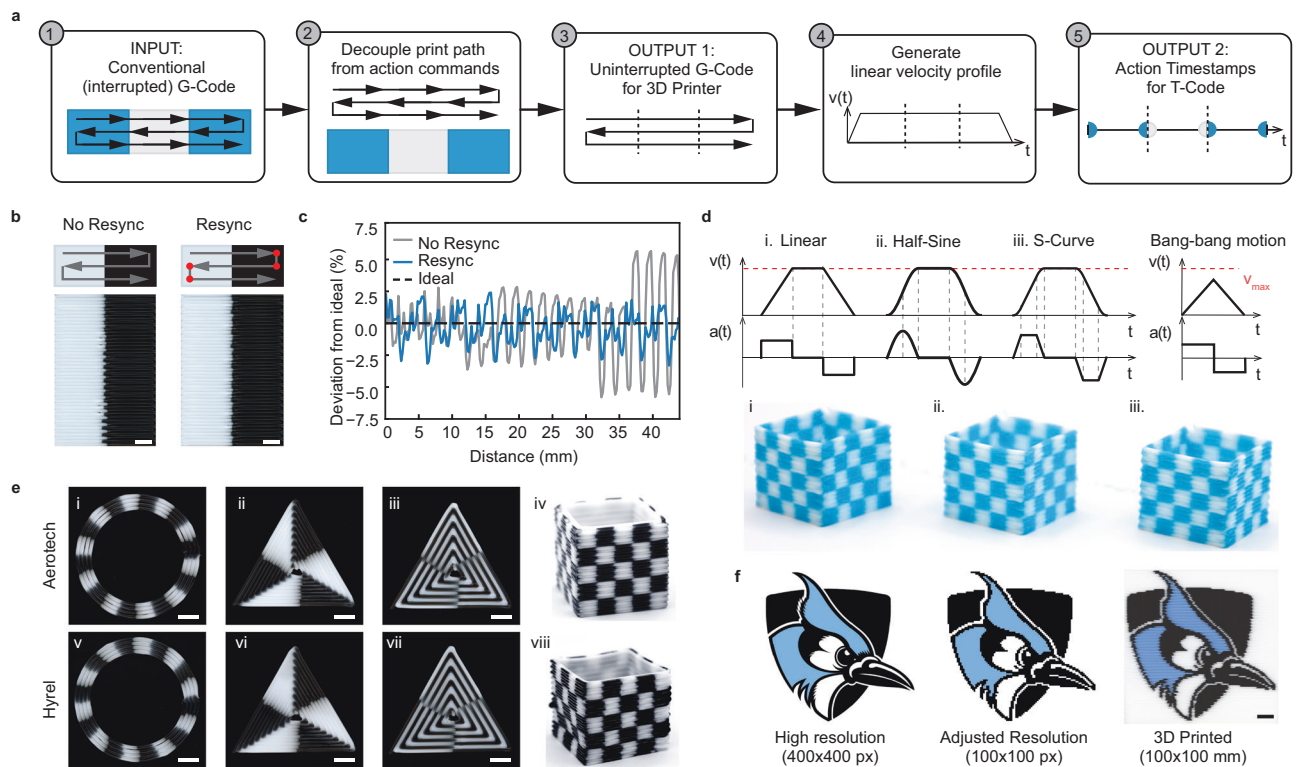 a
1
INPUT:
Conventional
(interrupted) G-Code
2
Decouple print path
from action commands
3
OUTPUT 1:
Uninterrupted G-Code
for 3D Printer
4
Generate
linear velocity profile
v(t)
t
5
OUTPUT 2:
Action Timestamps
for T-Code
t
b
No Resync
Resync
c
Deviation from ideal (%)
7.5
5.0
2.5
0.0
−2.5
−5.0
−7.5
No Resync
Resync
Ideal
0 5 10 15 20 25 30 35 40
Distance (mm)
d
i. Linear
ii. Half-Sine
iii. S-Curve
Bang-bang motion
v(t)
t
a(t)
t
v(t)
vmax
t
a(t)
t
i
ii.
iii.
e
Aerotech
i
ii
iii
iv
Hyrel
v
vi
vii
viii
f
High resolution
(400x400 px)
Adjusted Resolution
(100x100 px)
3D Printed
(100x100 mm)